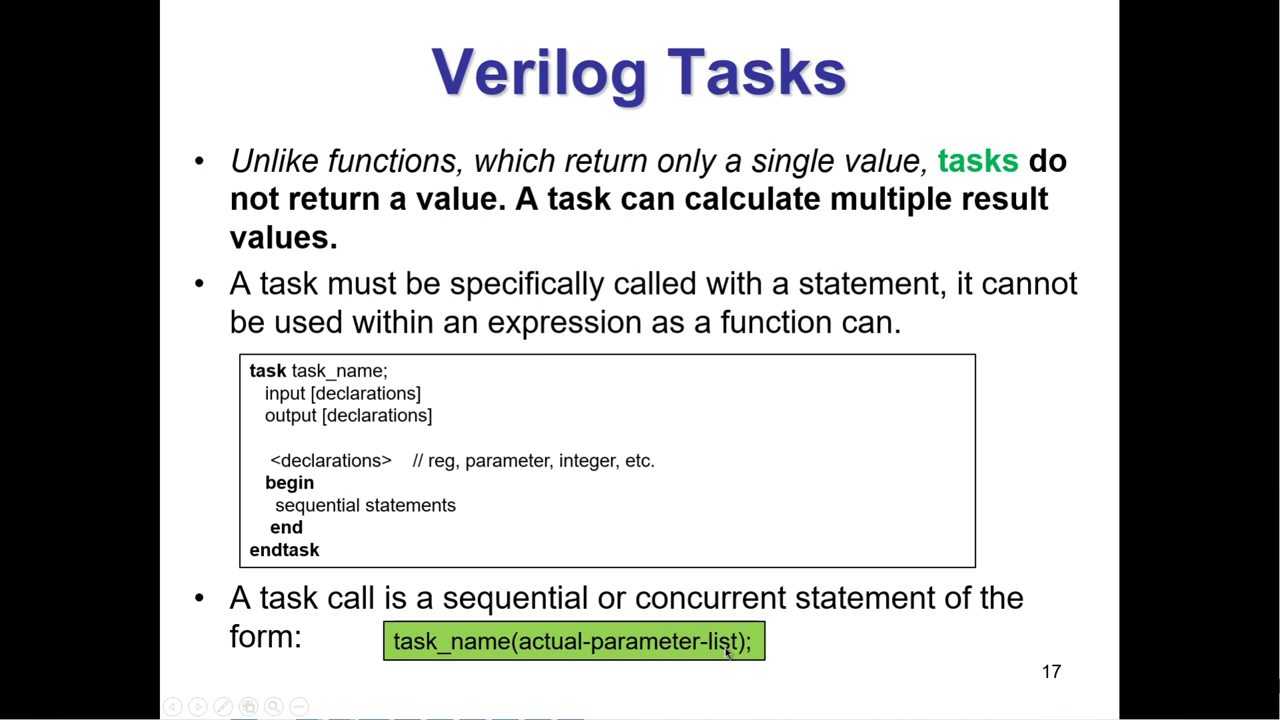 Verilog Tasks
• Unlike functions, which return only a single value, tasks do
not return a value. A task can calculate multiple result
values.
• A task must be specifically called with a statement, it cannot
be used within an expression as a function can.
task task_name;
input [declarations]
output [declarations]
<declarations> // reg, parameter, integer, etc.
begin
sequential statements
end
endtask
• A task call is a sequential or concurrent statement of the
form: task_name(actual-parameter-list);
17